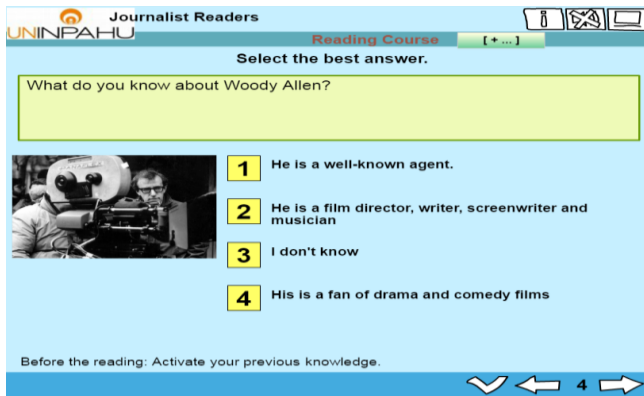 Journalist Readers
UNINPAHU
Reading Course
[ + ... ]
Select the best answer.
What do you know about Woody Allen?
1 He is a well-known agent.
2 He is a film director, writer, screenwriter and
musician
3 I don't know
4 His is a fan of drama and comedy films
Before the reading: Activate your previous knowledge.
4